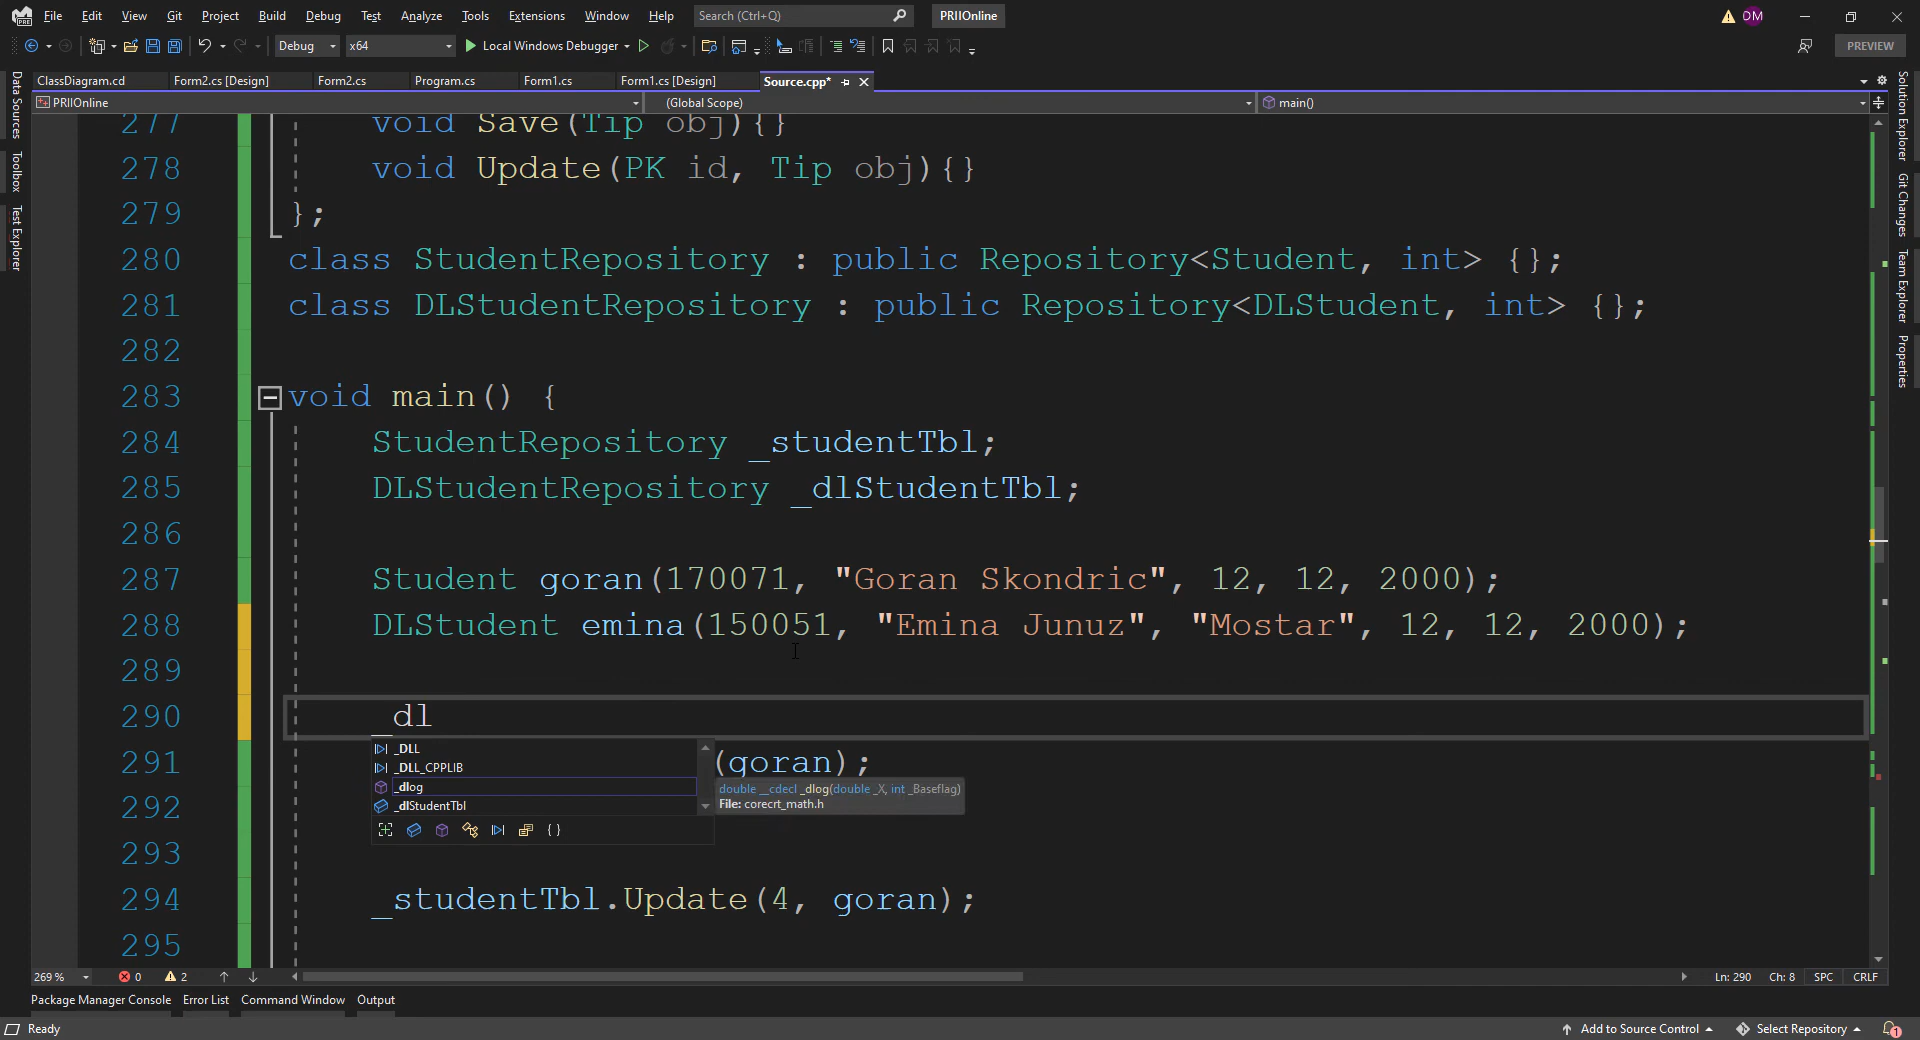 File Edit View Git Project Build Debug Test Analyze Tools Extensions Window Help Search (Ctrl+Q) PRIIOnline DM
Debug x64 Local Windows Debugger PREVIEW
ClassDiagram.cd Form2.cs [Design] Form2.cs Program.cs Form1.cs Form1.cs [Design] Source.cpp*
PRIIOnline (Global Scope) main()
277 void Save(Tip obj){}
278 void Update(PK id, Tip obj){}
279 };
280 class StudentRepository : public Repository<Student, int> {};
281 class DLStudentRepository : public Repository<DLStudent, int> {};
282
283 void main() {
284 StudentRepository _studentTbl;
285 DLStudentRepository _dlStudentTbl;
286
287 Student goran(170071, "Goran Skondric", 12, 12, 2000);
288 DLStudent emina(150051, "Emina Junuz", "Mostar", 12, 12, 2000);
289
290 _dl
_DLL
291 (goran);
_DLL_CPPLIB
_dlog
double __cdecl _dlog(double _X, int _Baseflag)
File: corecrt_math.h
_dlStudentTbl
292
293
294 _studentTbl.Update(4, goran);
295
269 % 0 2 Ln: 290 Ch: 8 SPC CRLF
Package Manager Console Error List Command Window Output
Ready Add to Source Control Select Repository 1
Data Sources
Toolbox
Test Explorer
Solution Explorer
Git Changes
Team Explorer
Properties